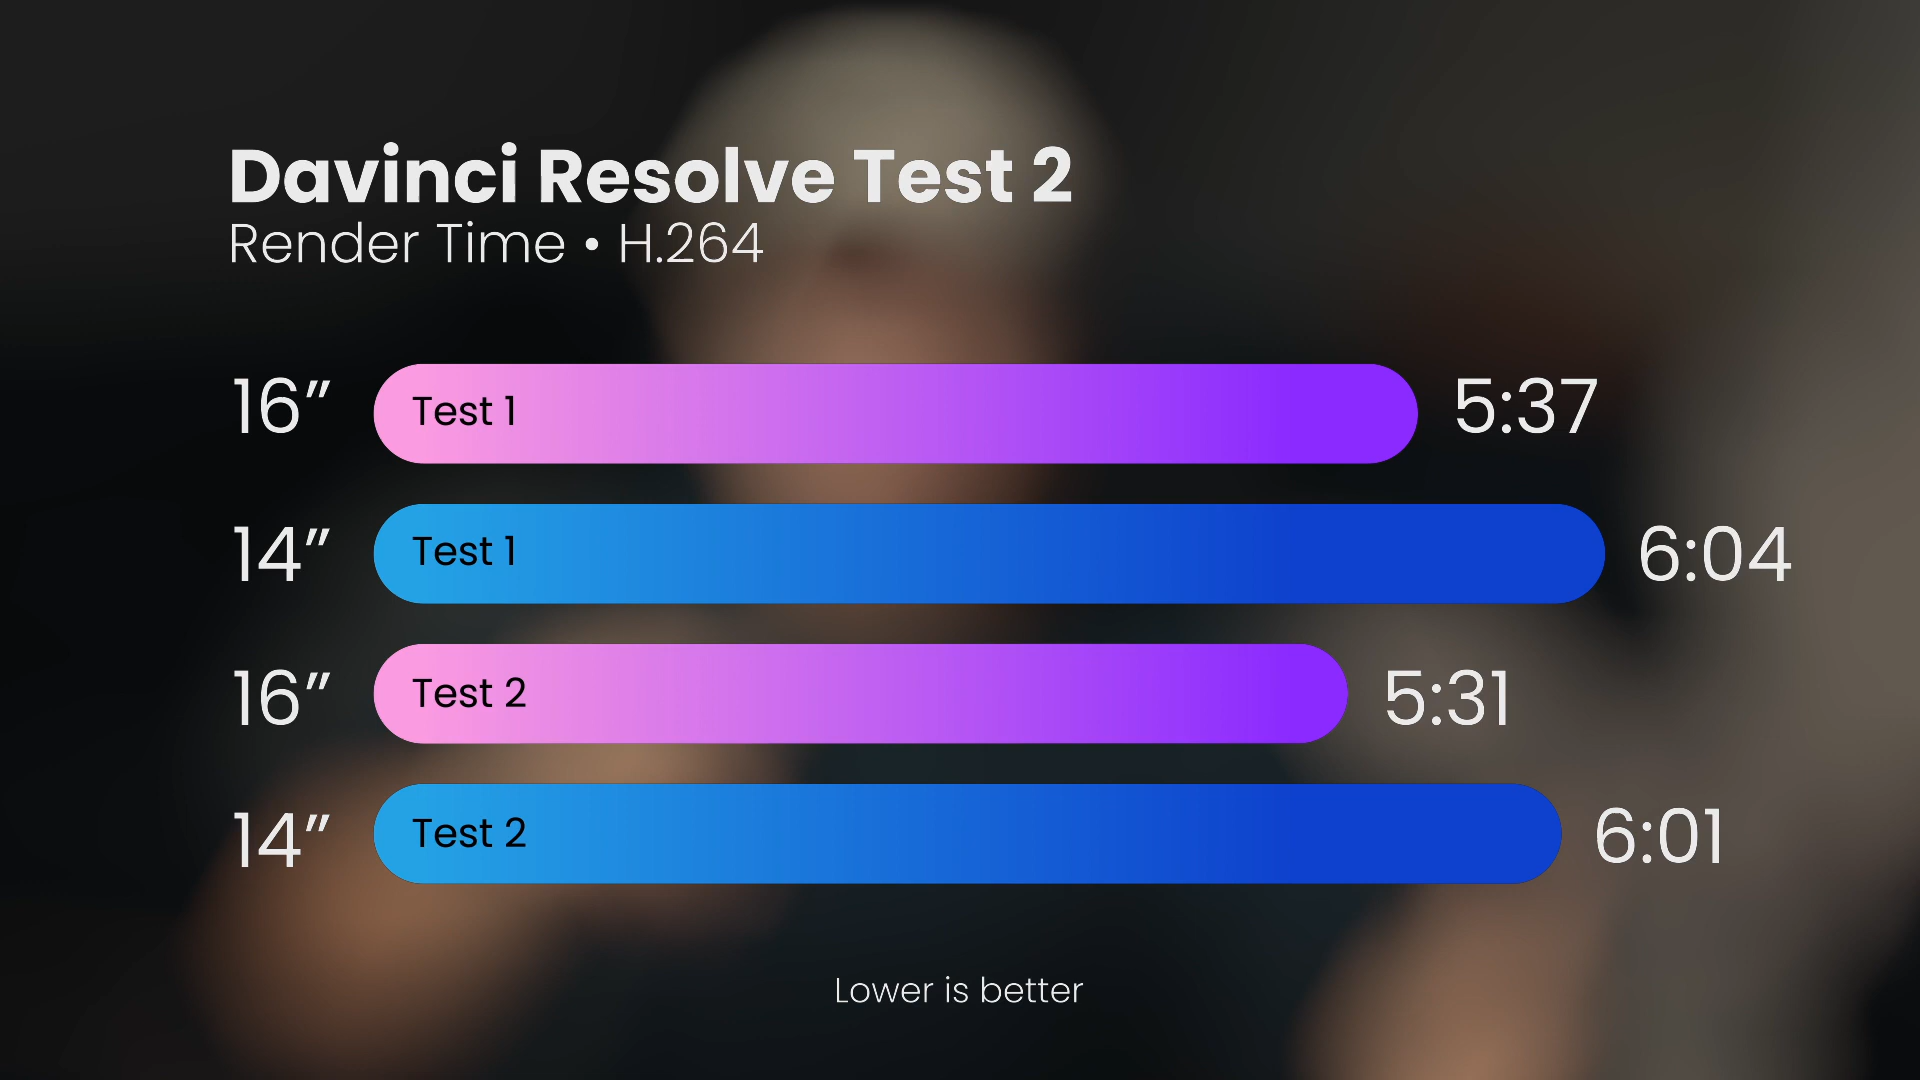 Davinci Resolve Test 2
Render Time • H.264
16” Test 1 5:37
14” Test 1 6:04
16” Test 2 5:31
14” Test 2 6:01
Lower is better